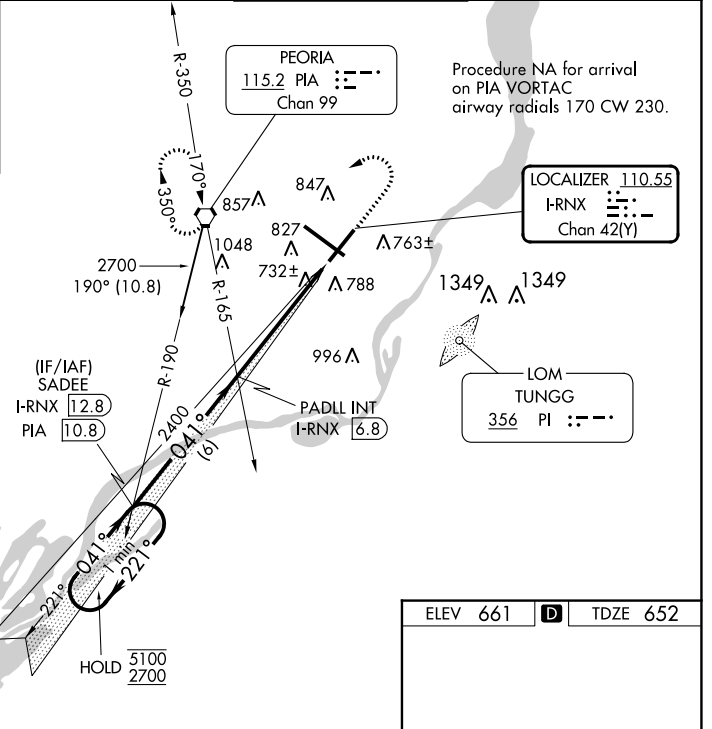 R-350
PEORIA
115.2 PIA
Chan 99
Procedure NA for arrival
on PIA VORTAC
airway radials 170 CW 230.
170°
350°
857
847
LOCALIZER 110.55
I-RNX
Chan 42(Y)
827
763±
1048
732±
788
2700
190° (10.8)
R-165
1349
1349
R-190
996
LOM
TUNGG
356 PI
(IF/IAF)
SADEE
I-RNX 12.8
PIA 10.8
2400
041°
(6)
PADLL INT
I-RNX 6.8
041°
1 min
221°
221°
HOLD 5100
2700
ELEV 661 D TDZE 652